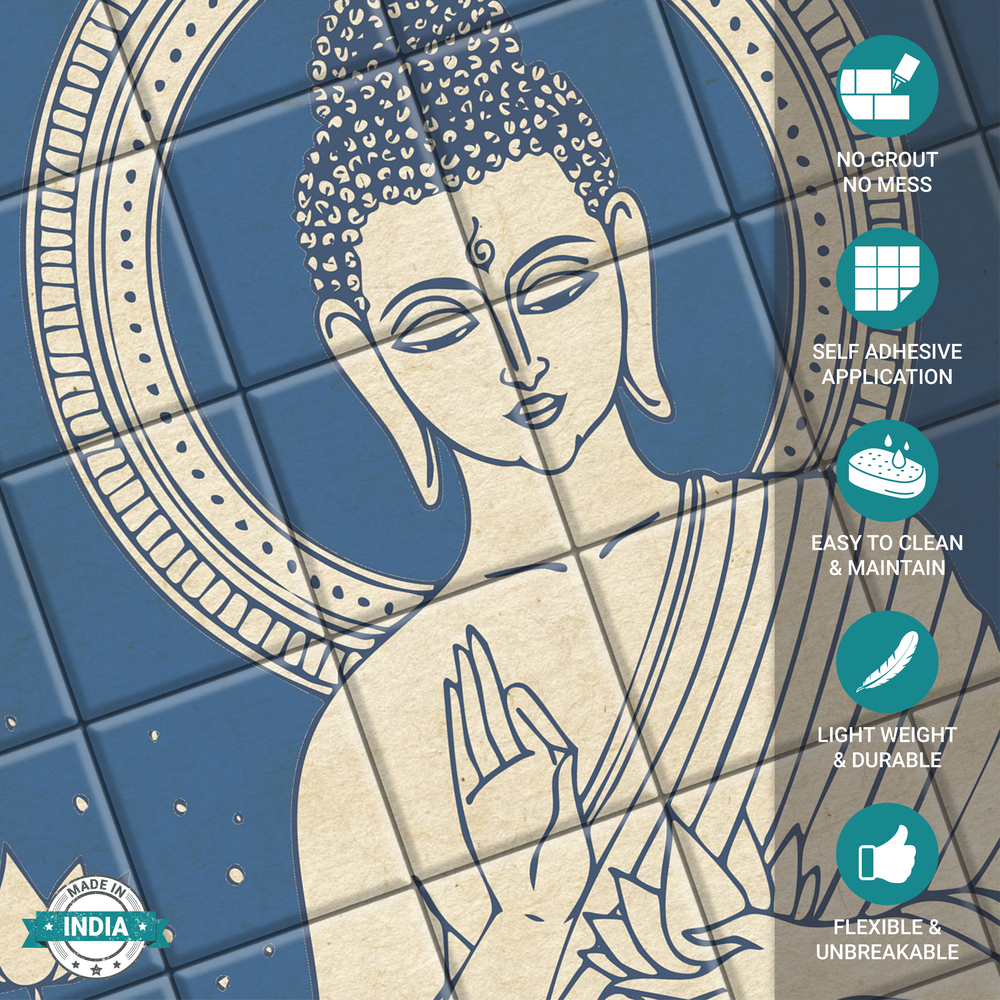 NO GROUT
NO MESS
SELF ADHESIVE
APPLICATION
EASY TO CLEAN
& MAINTAIN
LIGHT WEIGHT
& DURABLE
FLEXIBLE &
UNBREAKABLE
MADE IN
INDIA